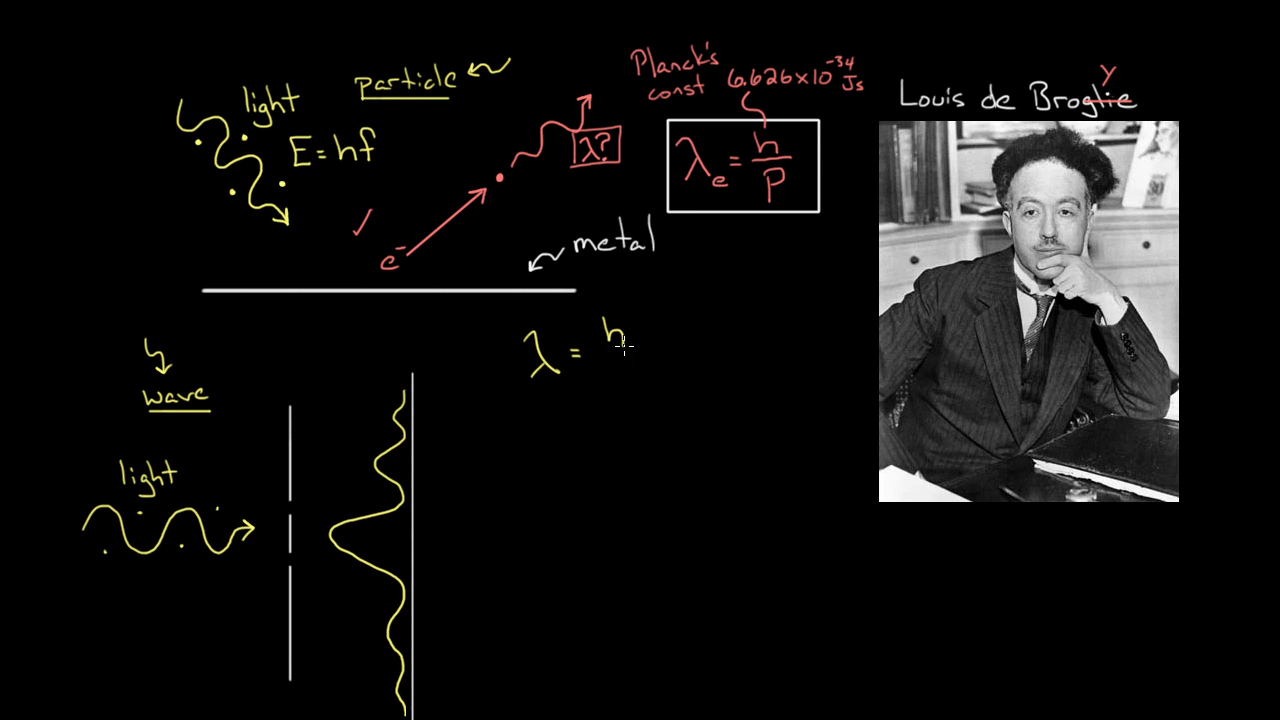 particle
light
E = hf
λ?
e⁻
Planck's
const 6.626×10⁻³⁴ Js
λₑ = h/p
metal
Louis de Broglie
y
λ = h
wave
light